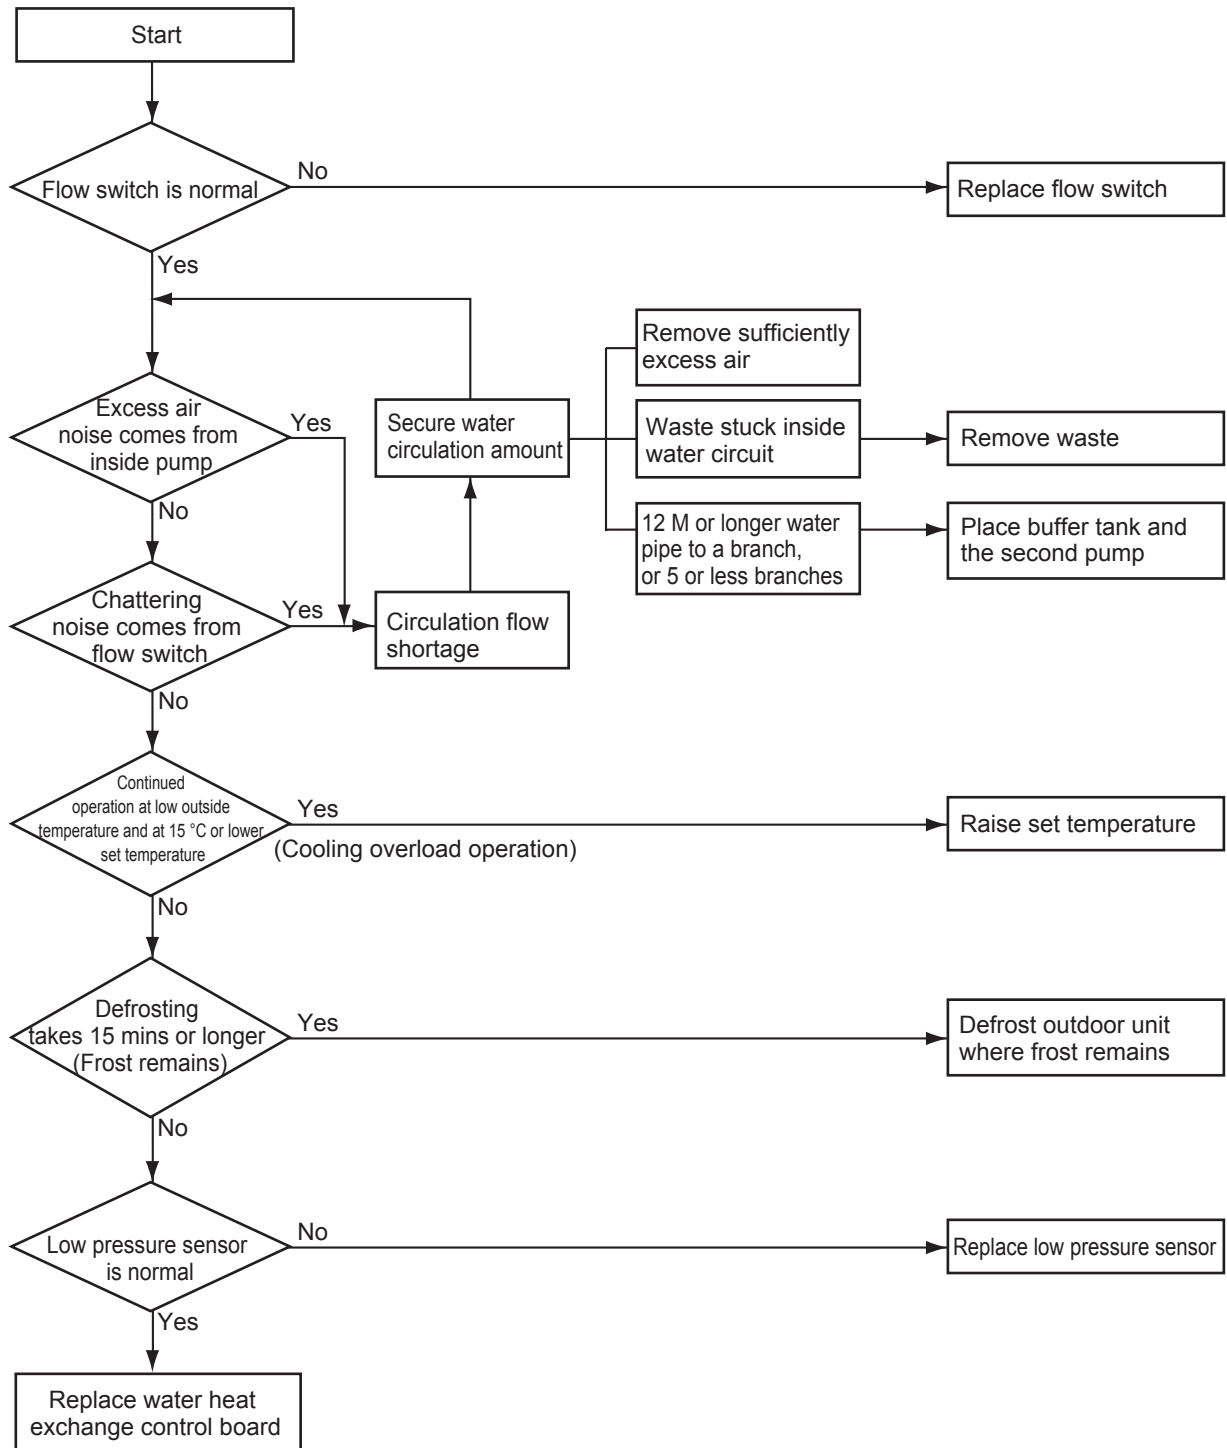 Start
Flow switch is normal
No
Replace flow switch
Yes
Excess air
noise comes from
inside pump
Yes
No
Secure water
circulation amount
Remove sufficiently
excess air
Waste stuck inside
water circuit
Remove waste
12 M or longer water
pipe to a branch,
or 5 or less branches
Place buffer tank and
the second pump
Chattering
noise comes from
flow switch
Yes
Circulation flow
shortage
No
Continued
operation at low outside
temperature and at 15 °C or lower
set temperature
Yes
(Cooling overload operation)
Raise set temperature
No
Defrosting
takes 15 mins or longer
(Frost remains)
Yes
Defrost outdoor unit
where frost remains
No
Low pressure sensor
is normal
No
Replace low pressure sensor
Yes
Replace water heat
exchange control board